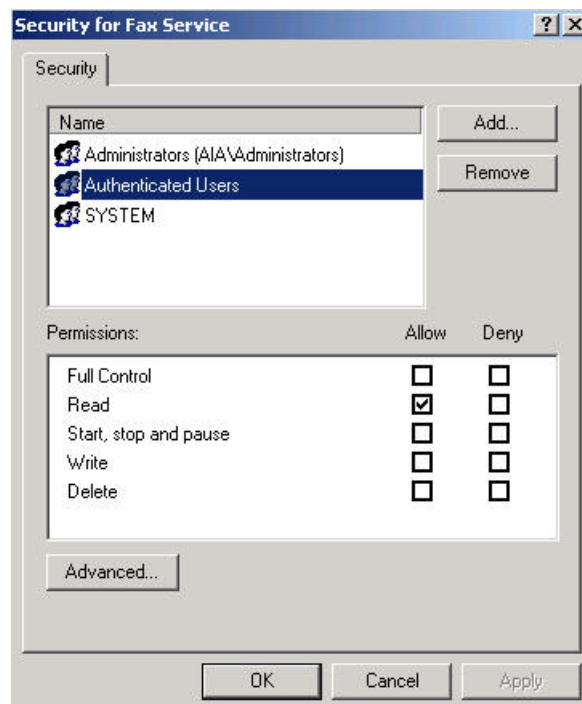 Security for Fax Service
Security
Name
Add...
Administrators (AIA\Administrators)
Remove
Authenticated Users
SYSTEM
Permissions: Allow Deny
Full Control
Read
Start, stop and pause
Write
Delete
Advanced...
OK Cancel Apply